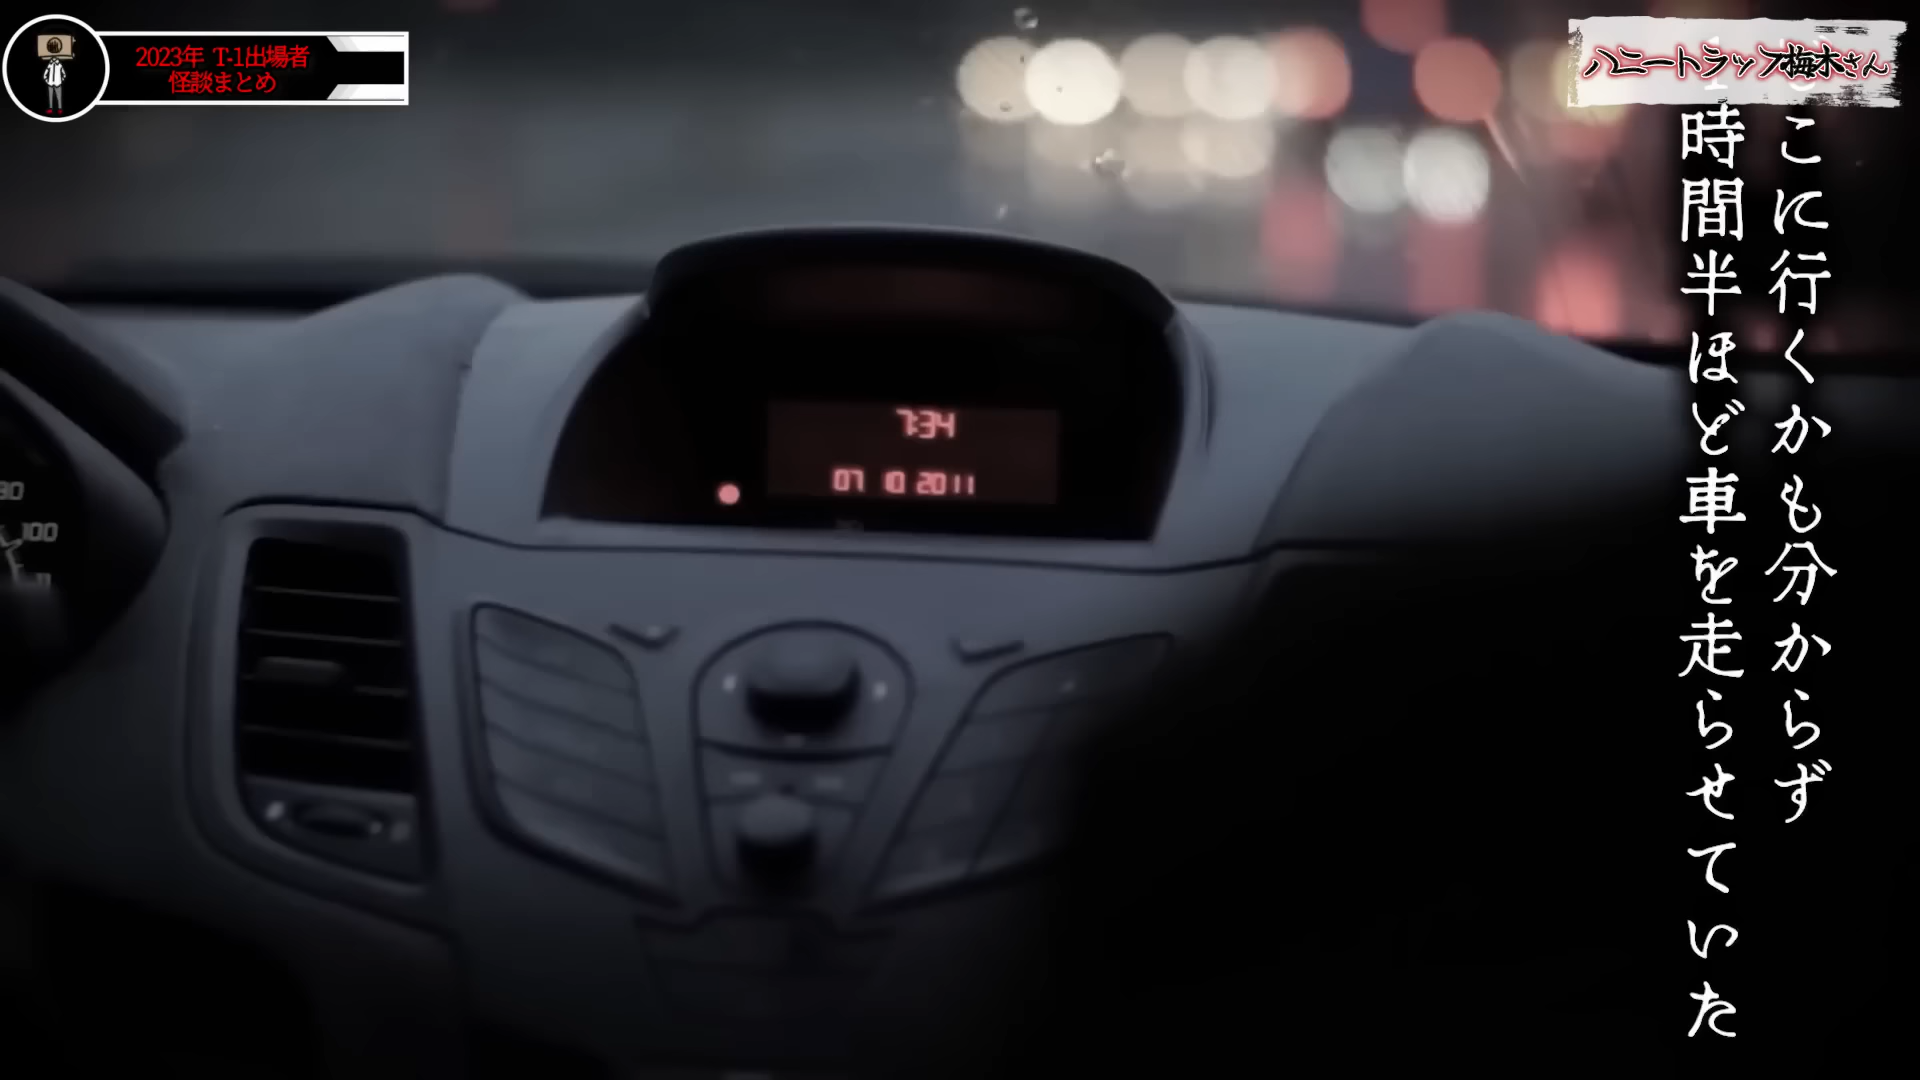 2023年 T-1出場者
怪談まとめ
ハニートラップ梅木さん
こに行くかも分からず
時間半ほど車を走らせていた
7:34
07 10 2011
100